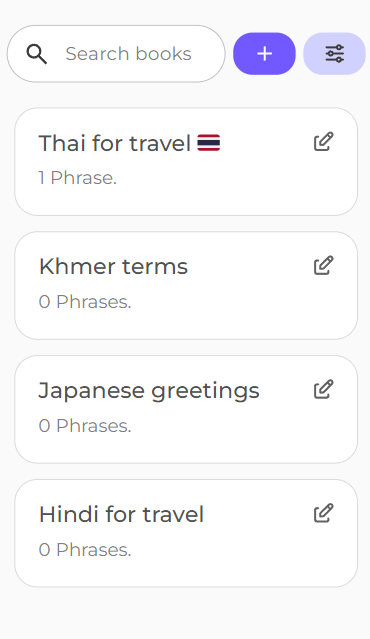 Search books
Thai for travel 🇹🇭
1 Phrase.
Khmer terms
0 Phrases.
Japanese greetings
0 Phrases.
Hindi for travel
0 Phrases.